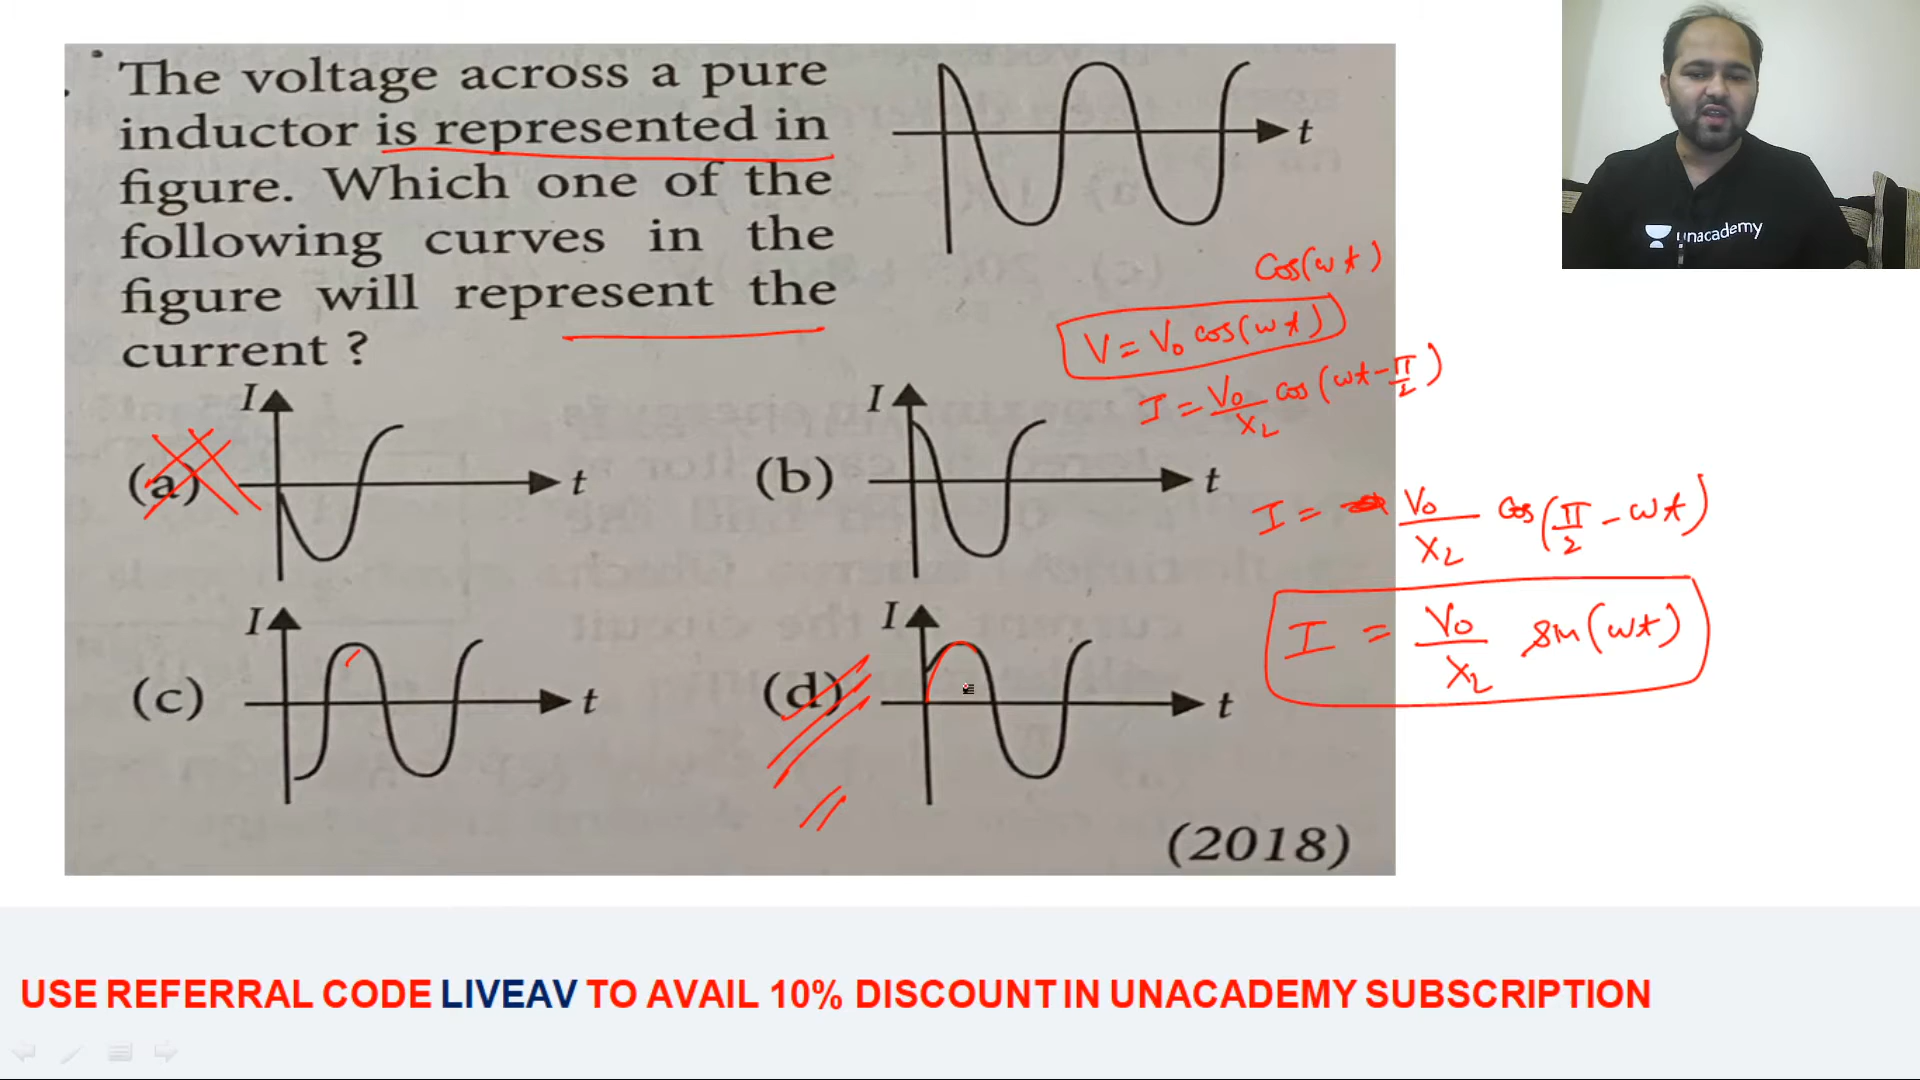 The voltage across a pure
inductor is represented in
figure. Which one of the
following curves in the
figure will represent the
current ?
t
unacademy
Cos(ωt)
V = V₀ cos(ωt)
I = V₀/X_L cos(ωt - π/2)
(a) I t
(b) I t
I = V₀/X_L cos(π/2 - ωt)
I = V₀/X_L sin(ωt)
(c) I t
(d) I t
(2018)
USE REFERRAL CODE LIVEAV TO AVAIL 10% DISCOUNT IN UNACADEMY SUBSCRIPTION